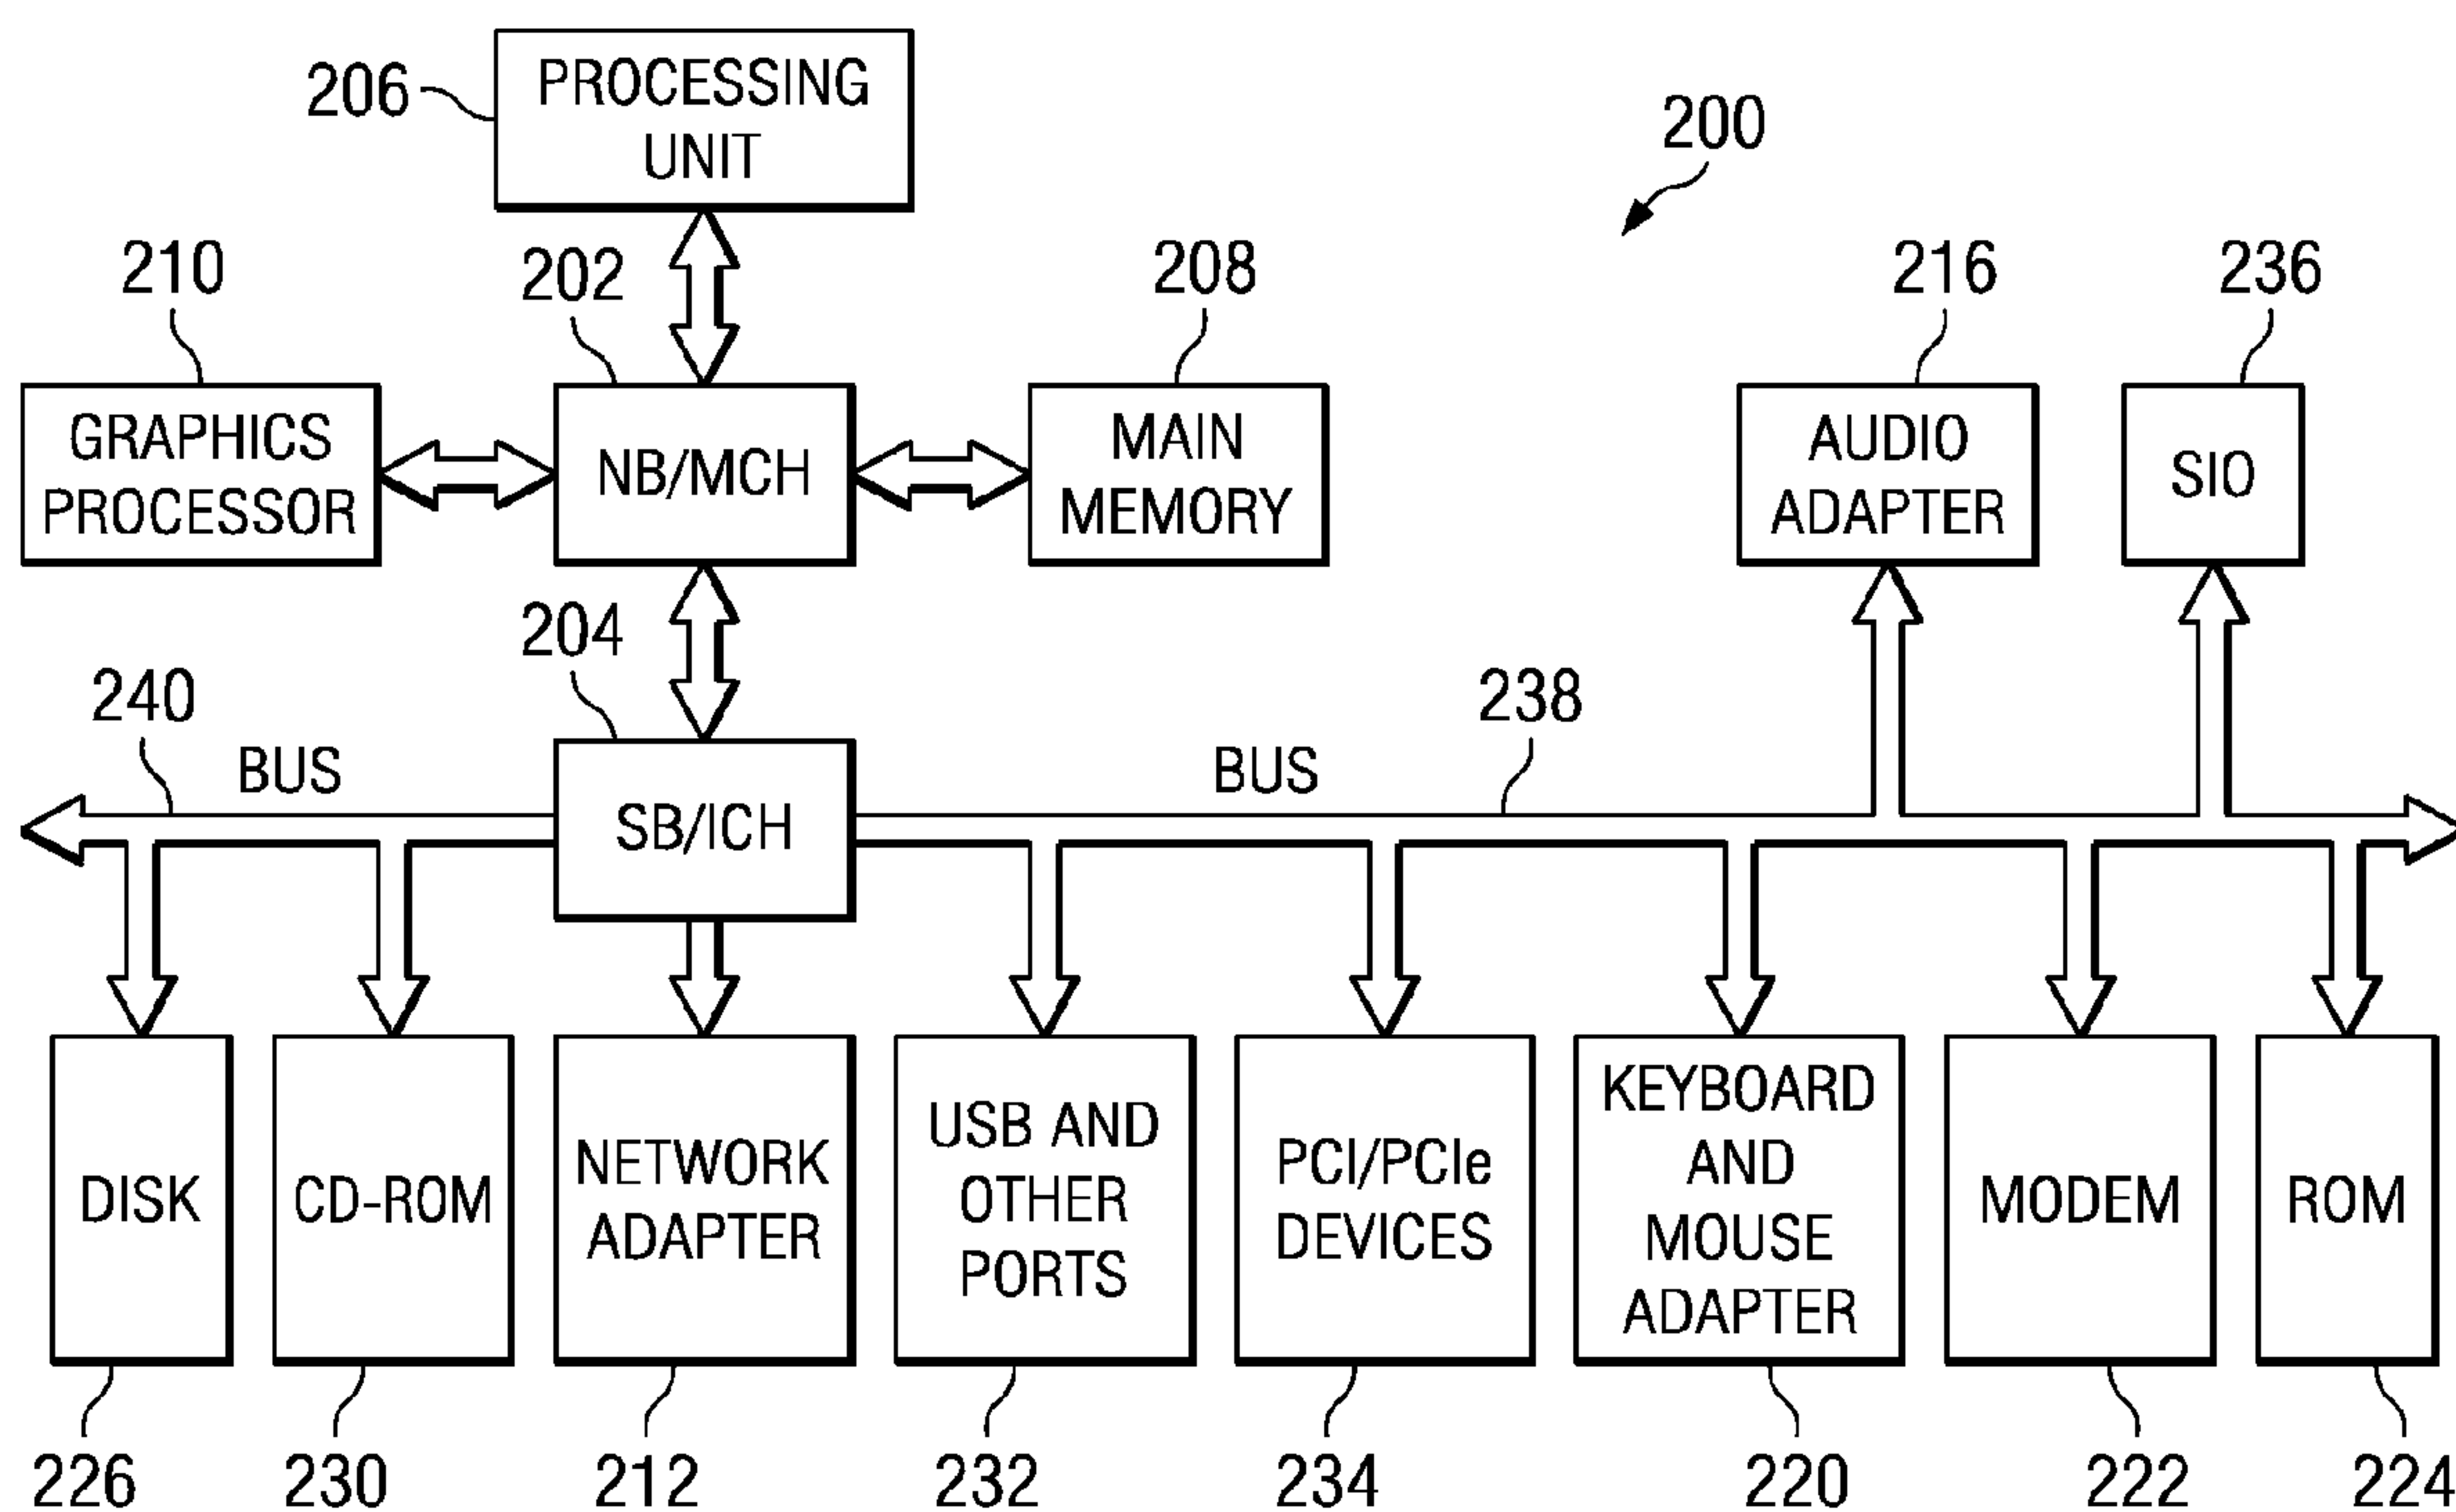 206
PROCESSING
UNIT
200
210
202
208
216
236
GRAPHICS
PROCESSOR
NB/MCH
MAIN
MEMORY
AUDIO
ADAPTER
SIO
204
240
BUS
238
BUS
SB/ICH
DISK
CD-ROM
NETWORK
ADAPTER
USB AND
OTHER
PORTS
PCI/PCIe
DEVICES
KEYBOARD
AND
MOUSE
ADAPTER
MODEM
ROM
226
230
212
232
234
220
222
224